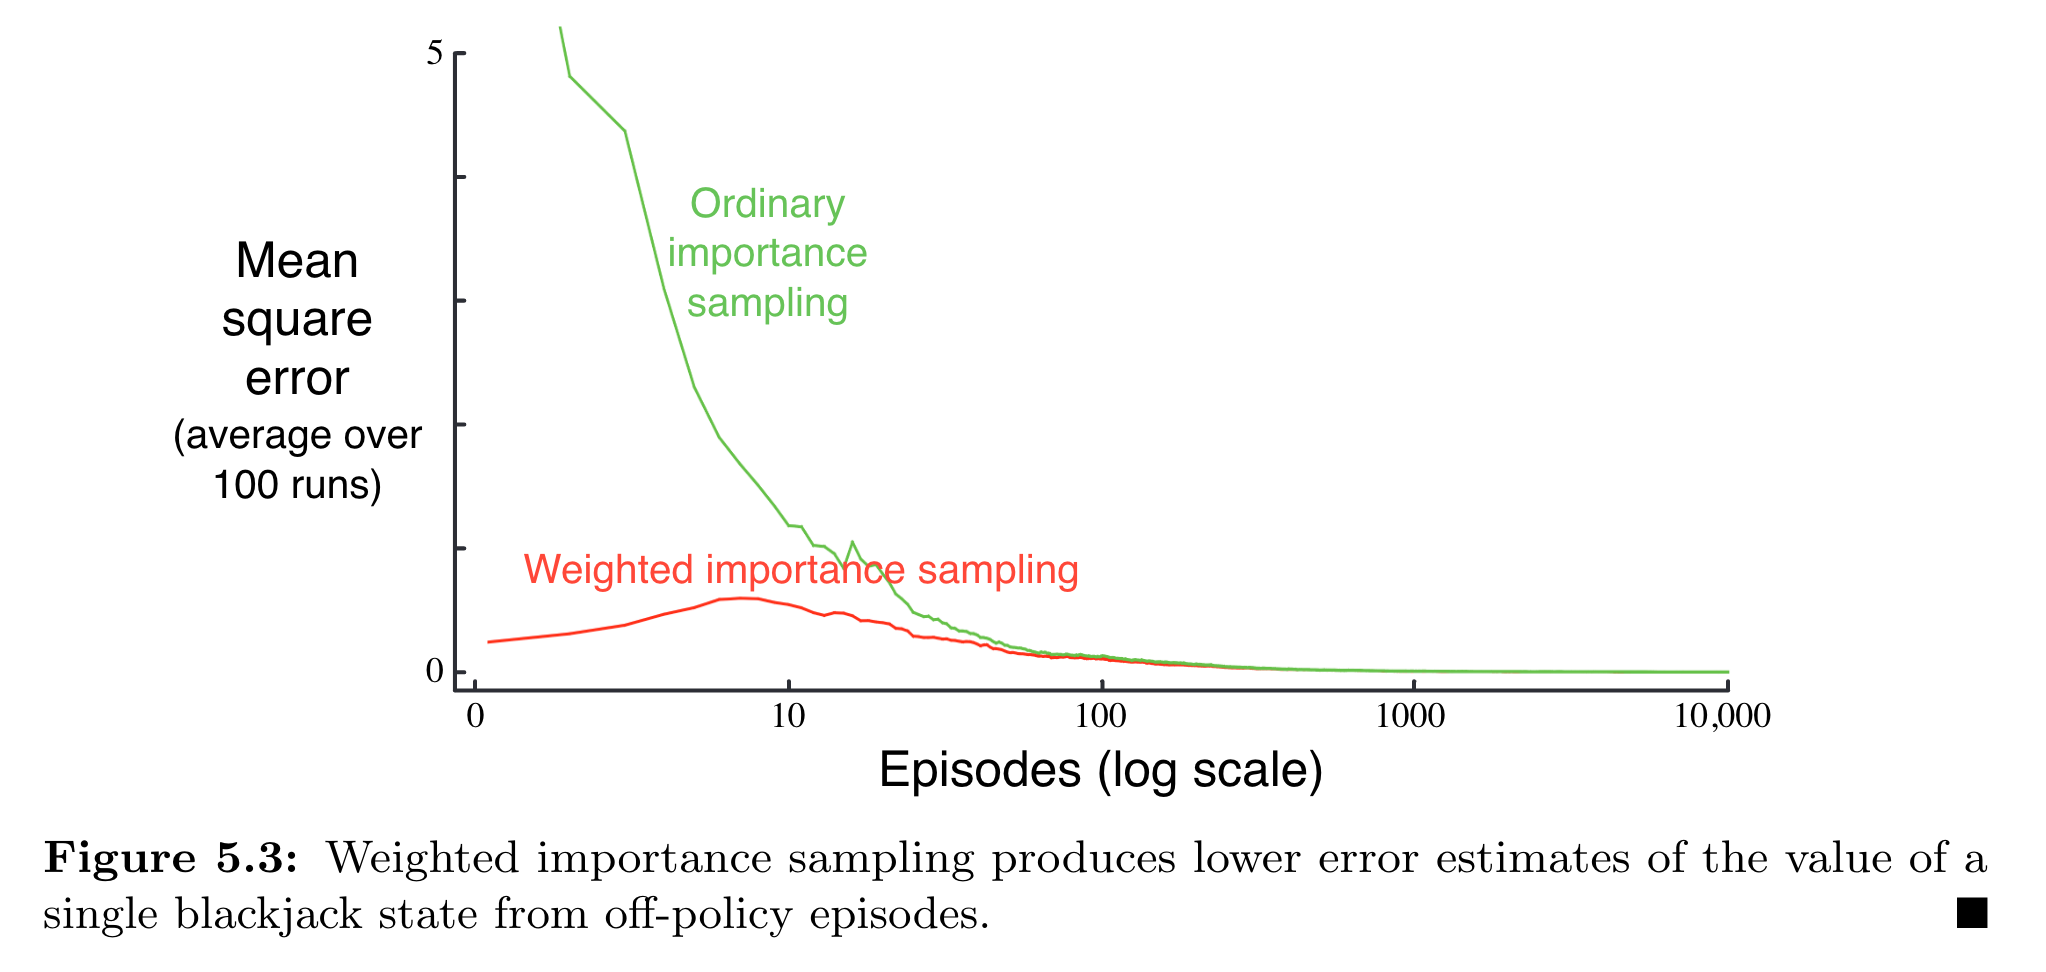 5
Ordinary
importance
sampling
Mean
square
error
(average over
100 runs)
Weighted importance sampling
0
0 10 100 1000 10,000
Episodes (log scale)
Figure 5.3: Weighted importance sampling produces lower error estimates of the value of a
single blackjack state from off-policy episodes.